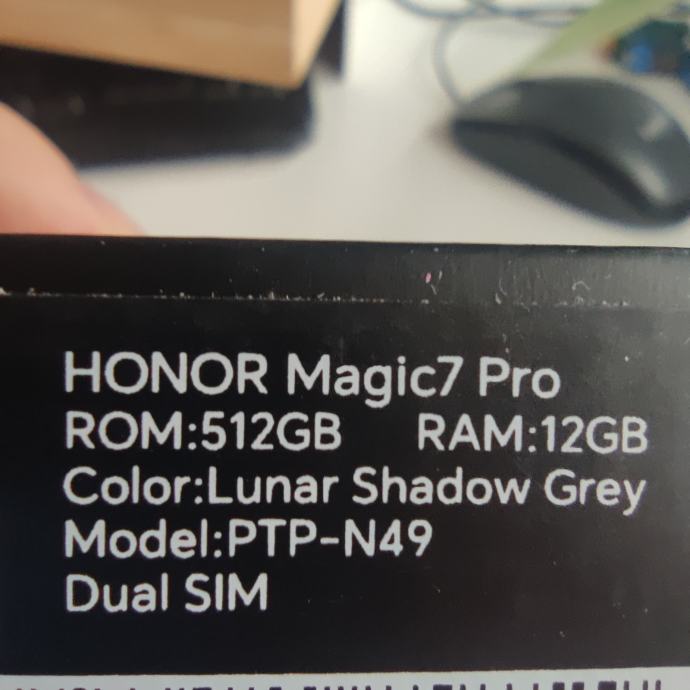 HONOR Magic7 Pro
ROM:512GB RAM:12GB
Color:Lunar Shadow Grey
Model:PTP-N49
Dual SIM